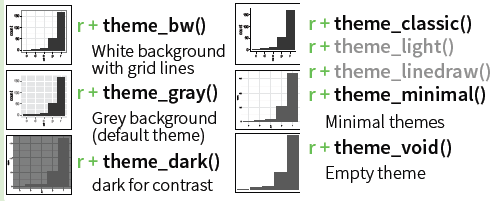 r + theme_bw()
White background
with grid lines
r + theme_gray()
Grey background
(default theme)
r + theme_dark()
dark for contrast
r + theme_classic()
r + theme_light()
r + theme_linedraw()
r + theme_minimal()
Minimal themes
r + theme_void()
Empty theme